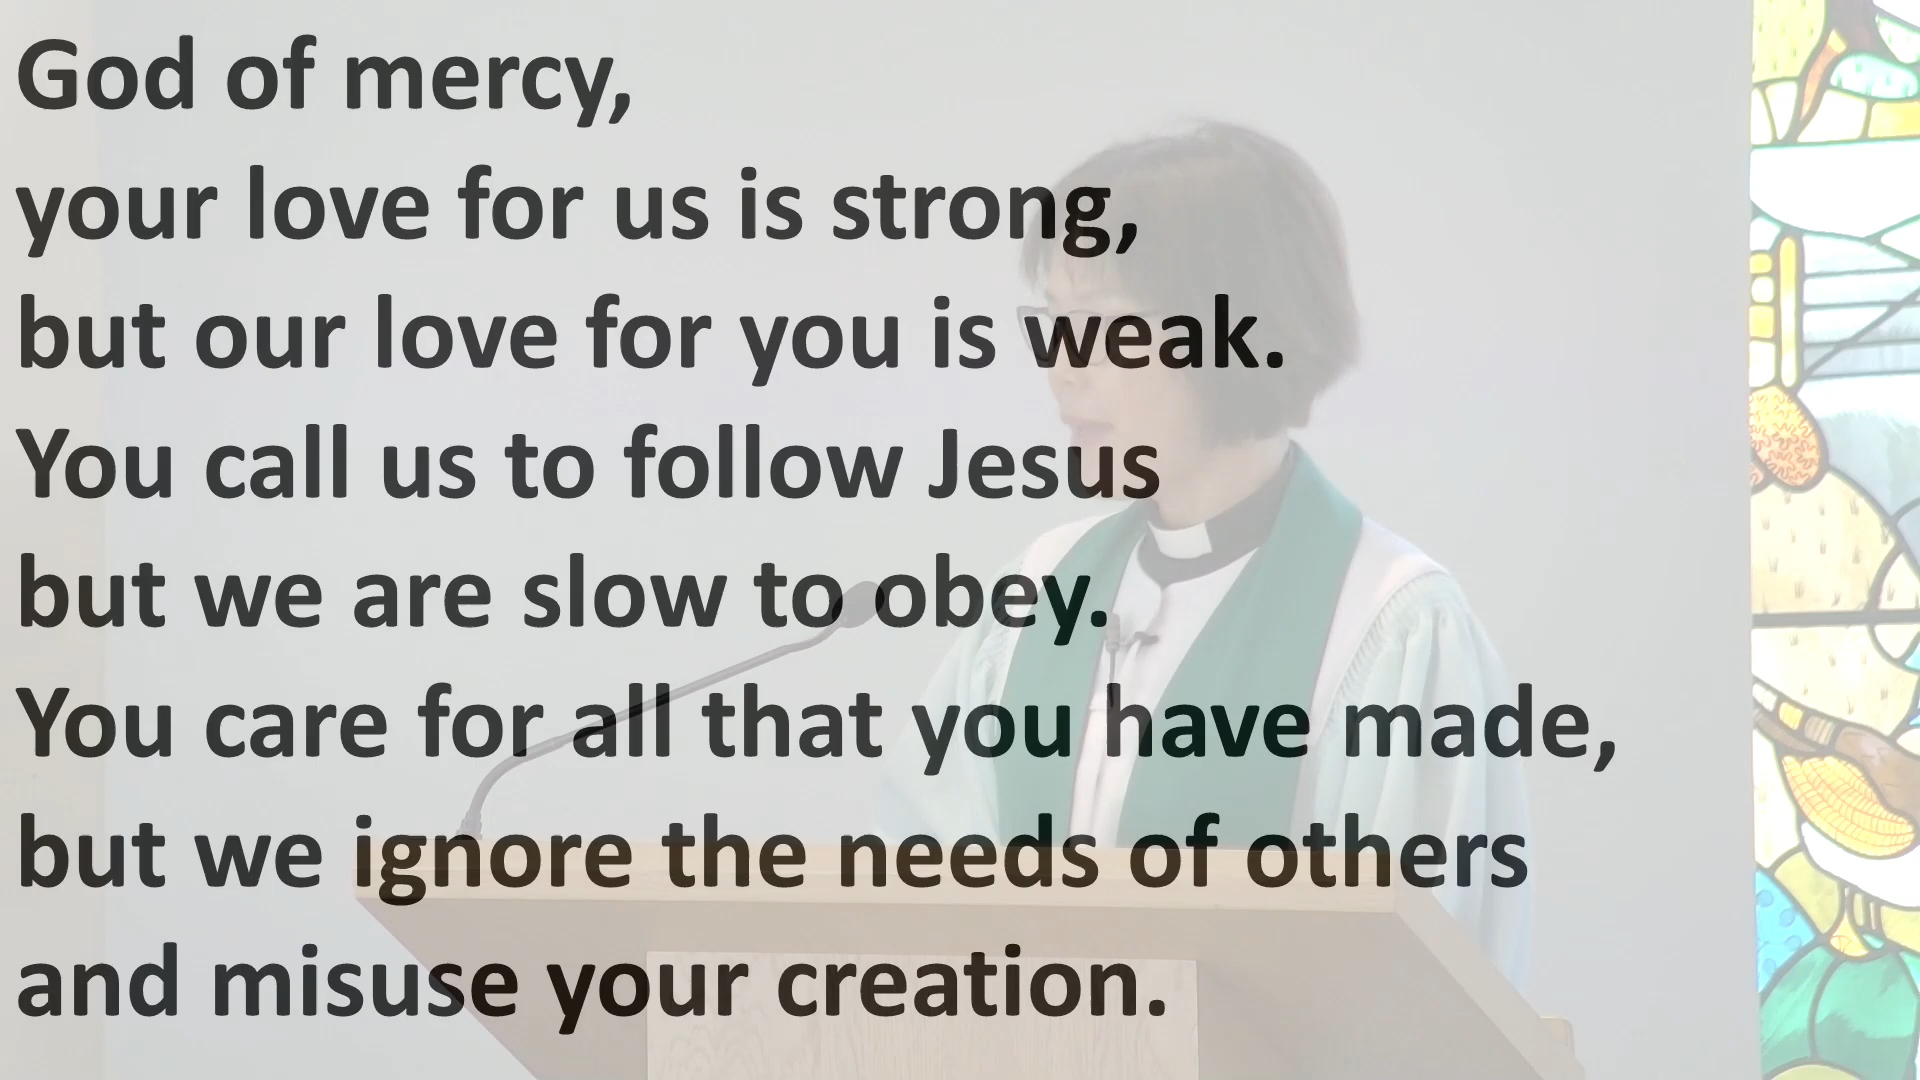 God of mercy,
your love for us is strong,
but our love for you is weak.
You call us to follow Jesus
but we are slow to obey.
You care for all that you have made,
but we ignore the needs of others
and misuse your creation.